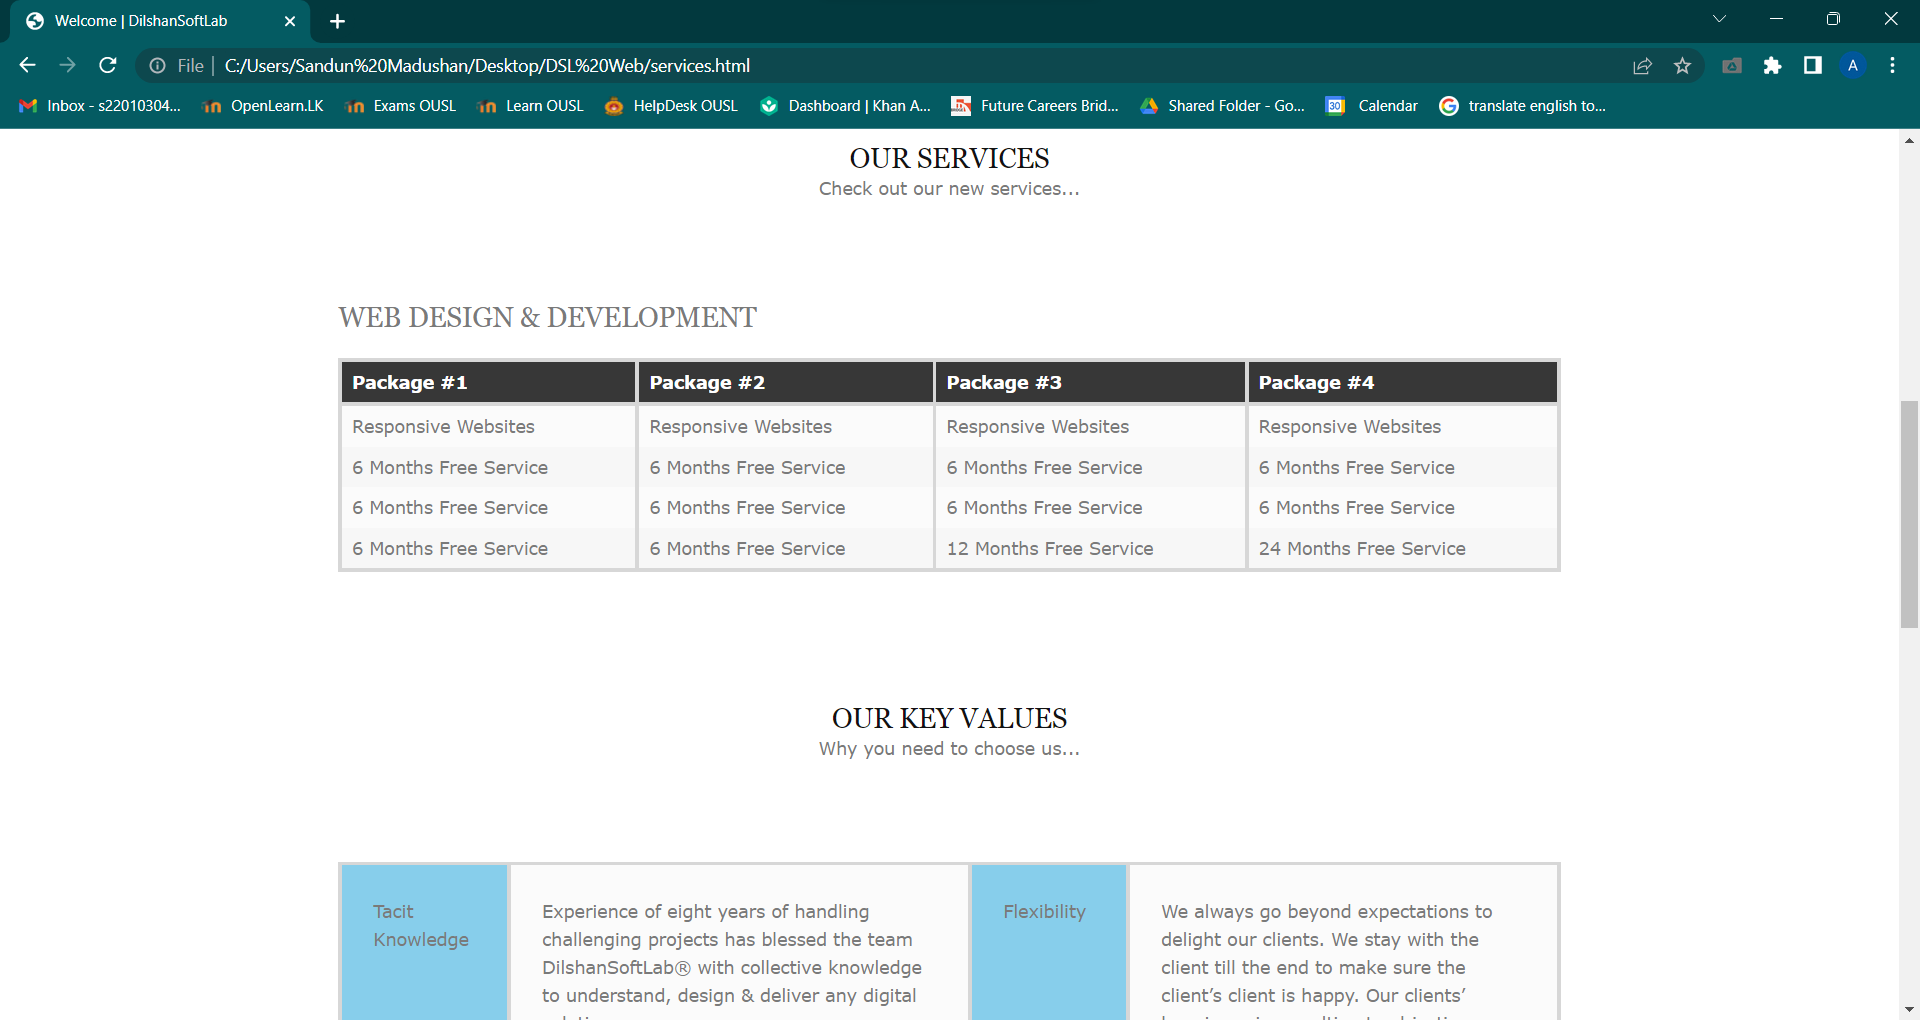 Welcome | DilshanSoftLab
File | C:/Users/Sandun%20Madushan/Desktop/DSL%20Web/services.html
A
Inbox - s22010304... OpenLearn.LK Exams OUSL Learn OUSL HelpDesk OUSL Dashboard | Khan A... Future Careers Brid... Shared Folder - Go... 30 Calendar translate english to...
OUR SERVICES
Check out our new services...
WEB DESIGN & DEVELOPMENT
Package #1 Package #2 Package #3 Package #4
Responsive Websites Responsive Websites Responsive Websites Responsive Websites
6 Months Free Service 6 Months Free Service 6 Months Free Service 6 Months Free Service
6 Months Free Service 6 Months Free Service 6 Months Free Service 6 Months Free Service
6 Months Free Service 6 Months Free Service 12 Months Free Service 24 Months Free Service
OUR KEY VALUES
Why you need to choose us...
Tacit
Knowledge
Experience of eight years of handling
challenging projects has blessed the team
DilshanSoftLab® with collective knowledge
to understand, design & deliver any digital
Flexibility
We always go beyond expectations to
delight our clients. We stay with the
client till the end to make sure the
client’s client is happy. Our clients’